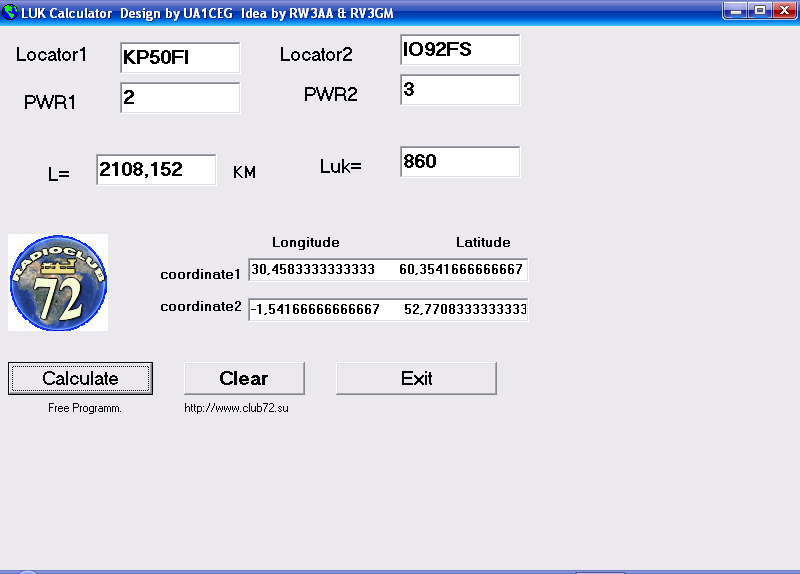 LUK Calculator Design by UA1CEG Idea by RW3AA & RV3GM
Locator1 KP50FI Locator2 IO92FS
PWR1 2 PWR2 3
L= 2108,152 KM Luk= 860
Longitude Latitude
coordinate1 30,4583333333333 60,3541666666667
coordinate2 -1,54166666666667 52,7708333333333
RADIOCLUB
72
Calculate Clear Exit
Free Programm. http://www.club72.su